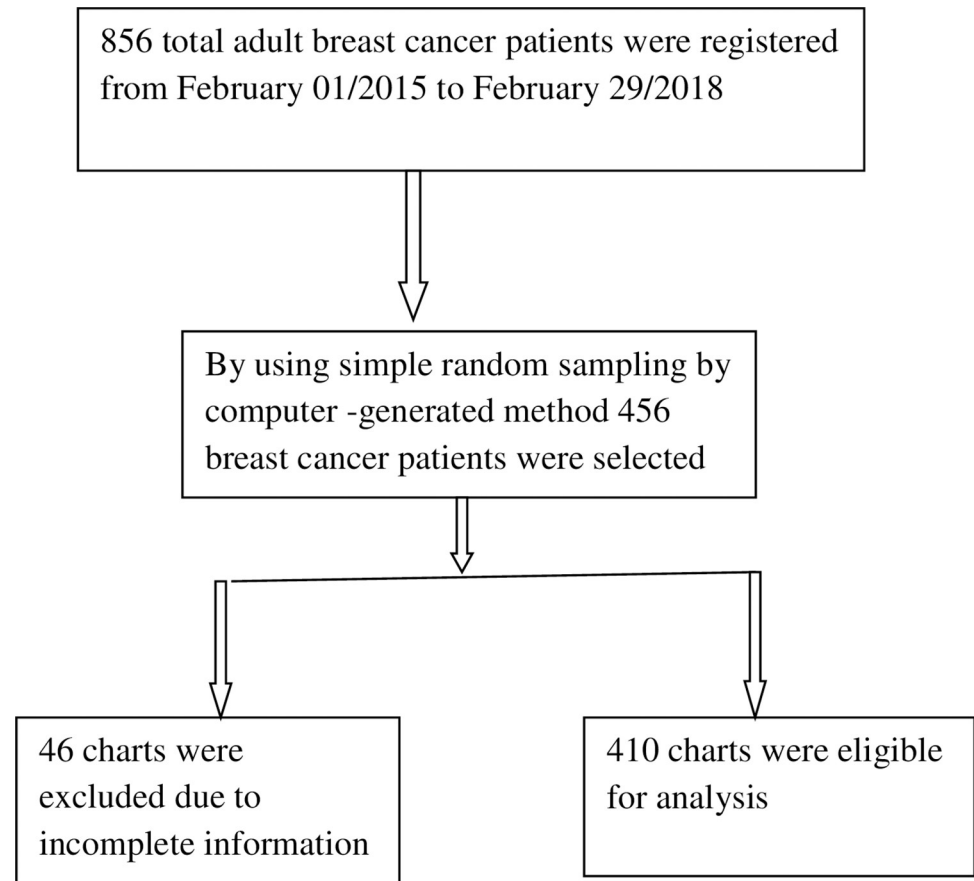 856 total adult breast cancer patients were registered
from February 01/2015 to February 29/2018
By using simple random sampling by
computer -generated method 456
breast cancer patients were selected
46 charts were
excluded due to
incomplete information
410 charts were eligible
for analysis